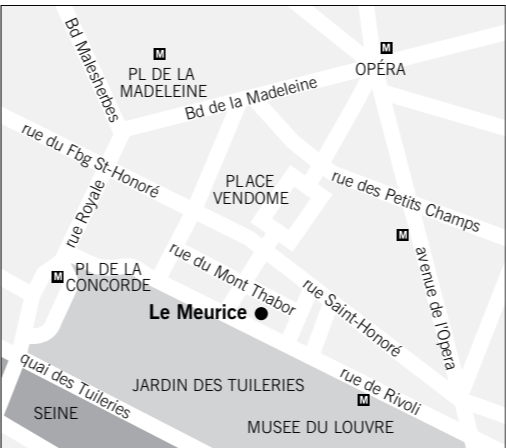 Bd Malesherbes
M
PL DE LA
MADELEINE
M
OPÉRA
Bd de la Madeleine
rue du Fbg St-Honoré
PLACE
VENDOME
rue des Petits Champs
rue Royale
M
avenue de l'Opera
M
PL DE LA
CONCORDE
rue du Mont Thabor
rue Saint-Honoré
Le Meurice
quai des Tuileries
JARDIN DES TUILERIES
rue de Rivoli
M
SEINE
MUSEE DU LOUVRE